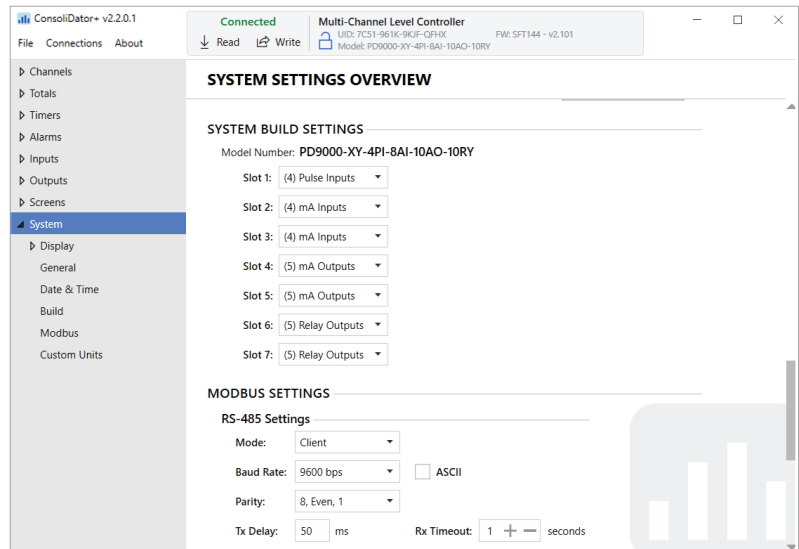 ConsoliDator+ v2.2.0.1
File Connections About
Connected
Read Write
Multi-Channel Level Controller
UID: 7C51-961K-9KJF-QFHX FW: SFT144 - v2.101
Model: PD9000-XY-4PI-8AI-10AO-10RY
Channels
Totals
Timers
Alarms
Inputs
Outputs
Screens
System
Display
General
Date & Time
Build
Modbus
Custom Units
SYSTEM SETTINGS OVERVIEW
SYSTEM BUILD SETTINGS
Model Number: PD9000-XY-4PI-8AI-10AO-10RY
Slot 1: (4) Pulse Inputs
Slot 2: (4) mA Inputs
Slot 3: (4) mA Inputs
Slot 4: (5) mA Outputs
Slot 5: (5) mA Outputs
Slot 6: (5) Relay Outputs
Slot 7: (5) Relay Outputs
MODBUS SETTINGS
RS-485 Settings
Mode: Client
Baud Rate: 9600 bps ASCII
Parity: 8, Even, 1
Tx Delay: 50 ms Rx Timeout: 1 + − seconds